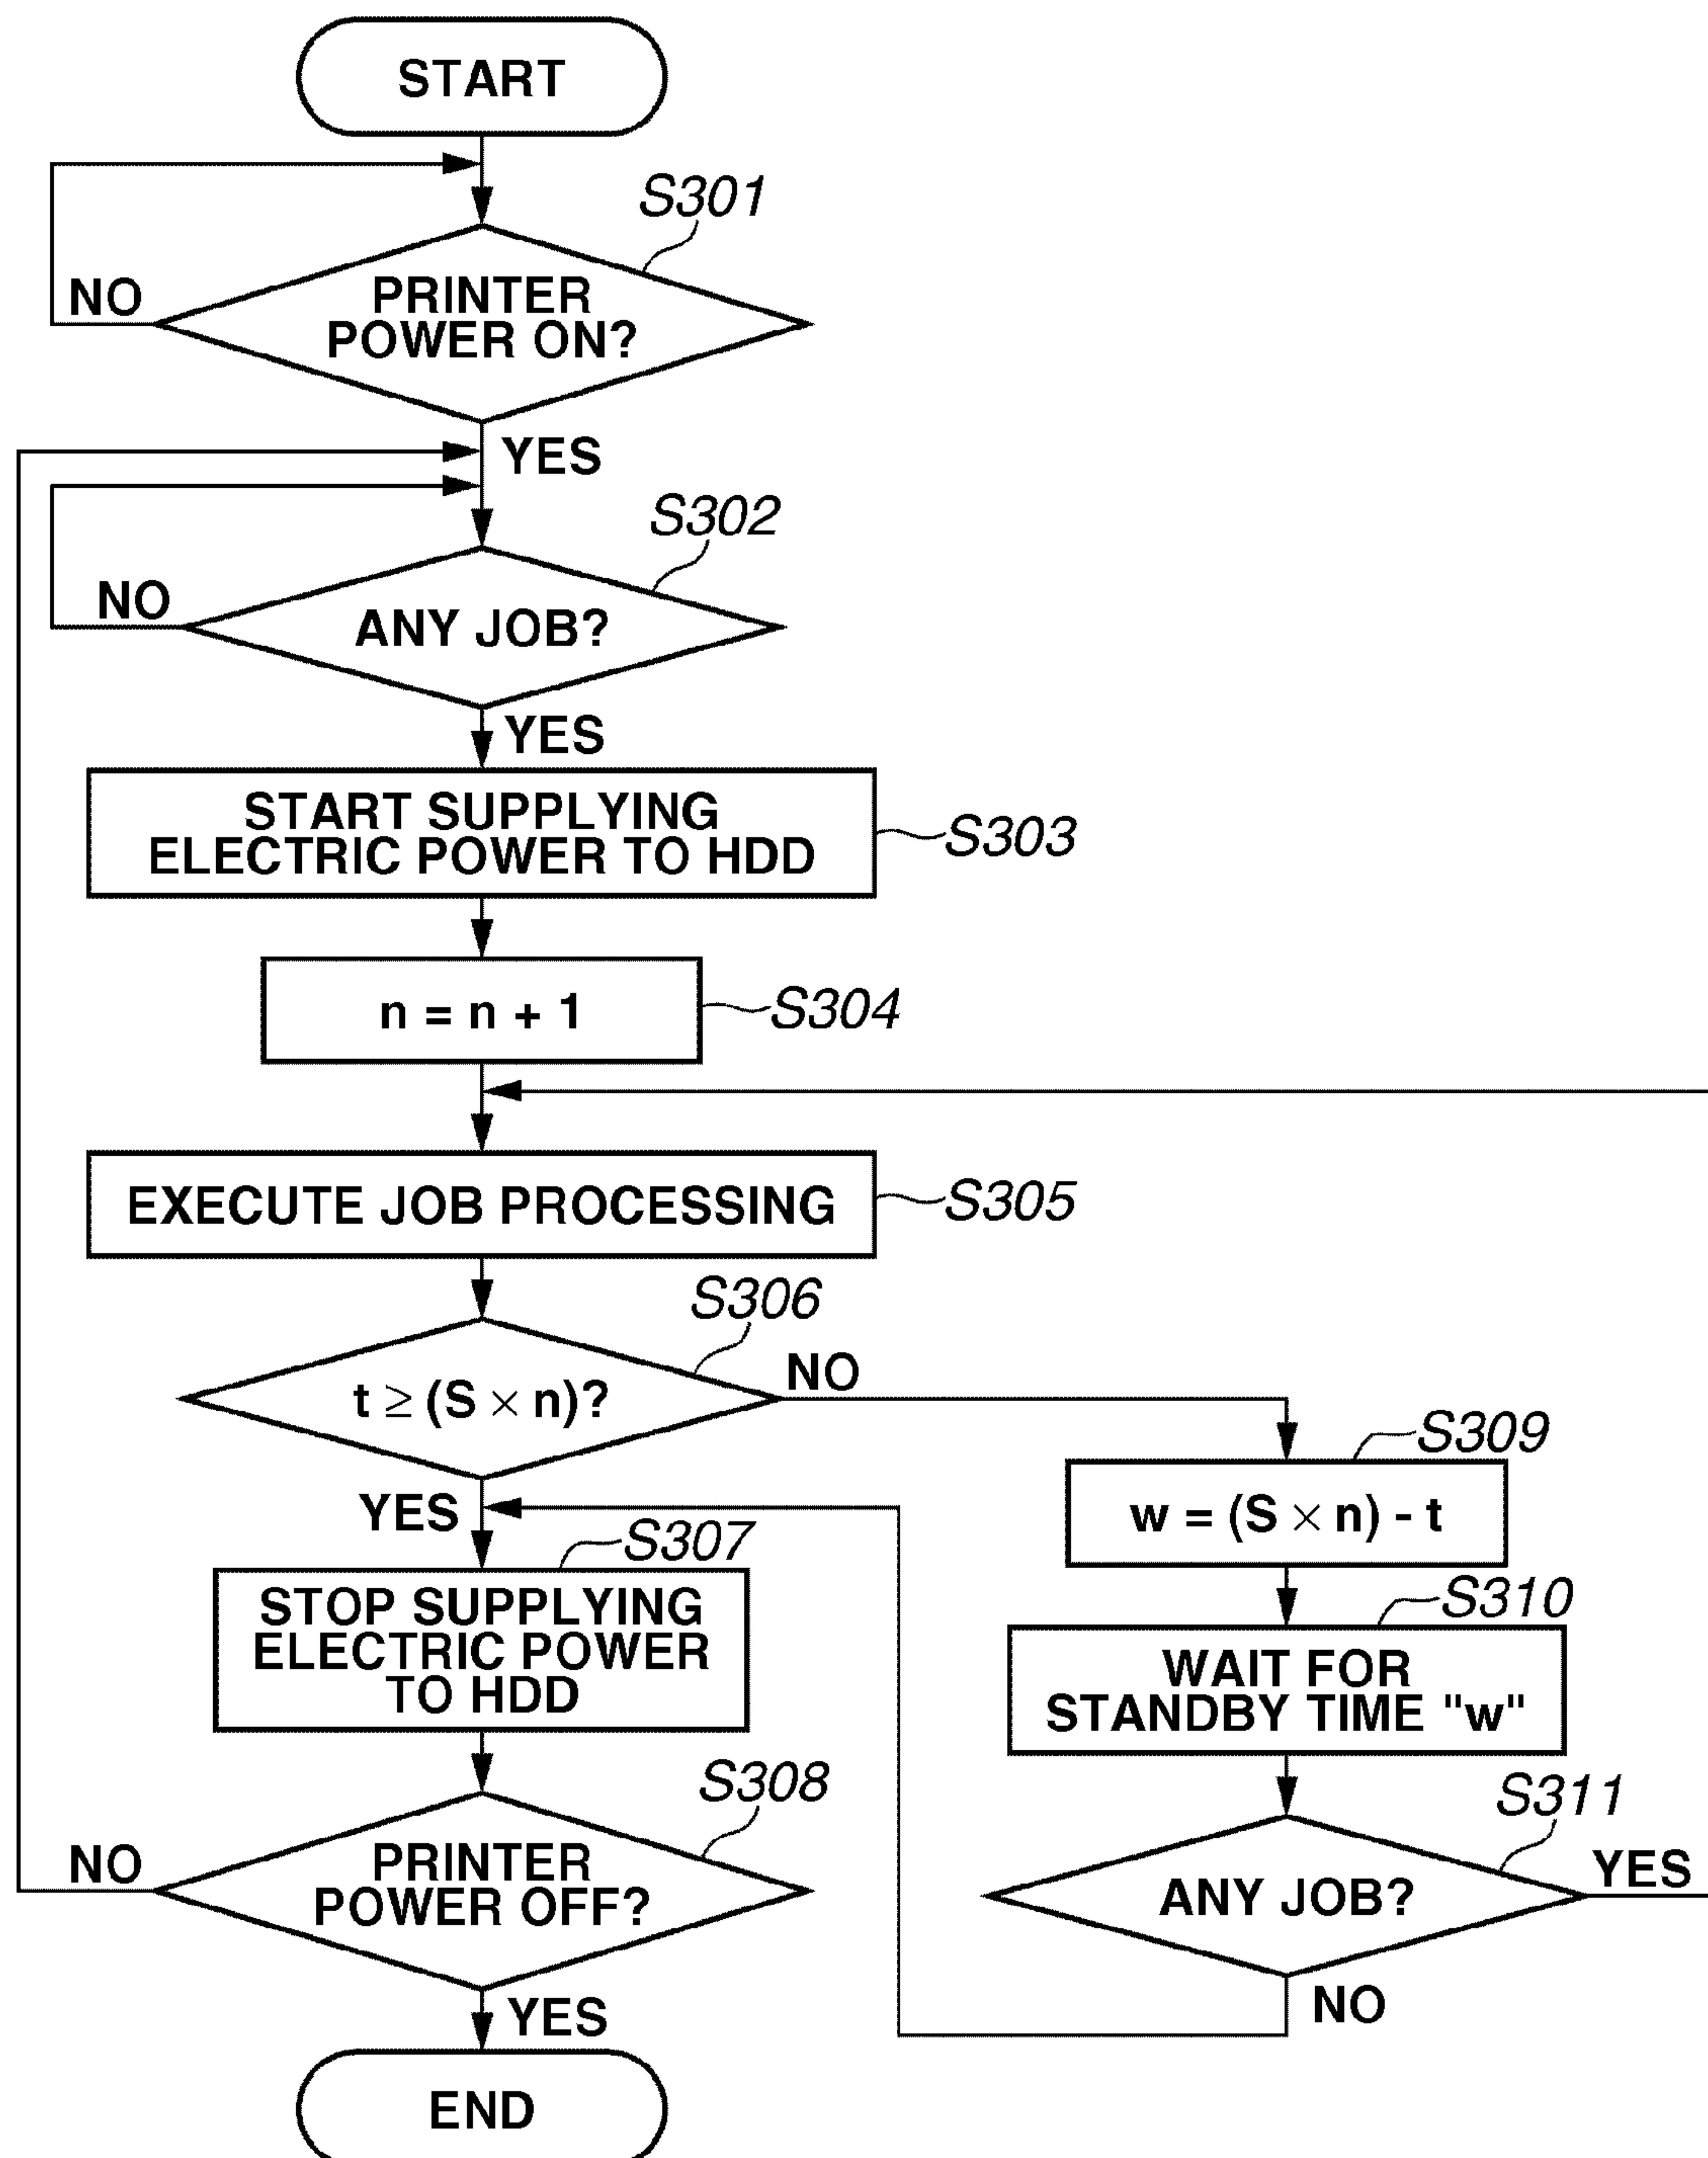 START
S301
NO
PRINTER
POWER ON?
YES
S302
NO
ANY JOB?
YES
START SUPPLYING
ELECTRIC POWER TO HDD
S303
n = n + 1
S304
EXECUTE JOB PROCESSING
S305
S306
t ≥ (S × n)?
NO
S309
w = (S × n) - t
YES
S307
STOP SUPPLYING
ELECTRIC POWER
TO HDD
S310
WAIT FOR
STANDBY TIME "w"
S308
NO
PRINTER
POWER OFF?
S311
YES
ANY JOB?
NO
YES
END